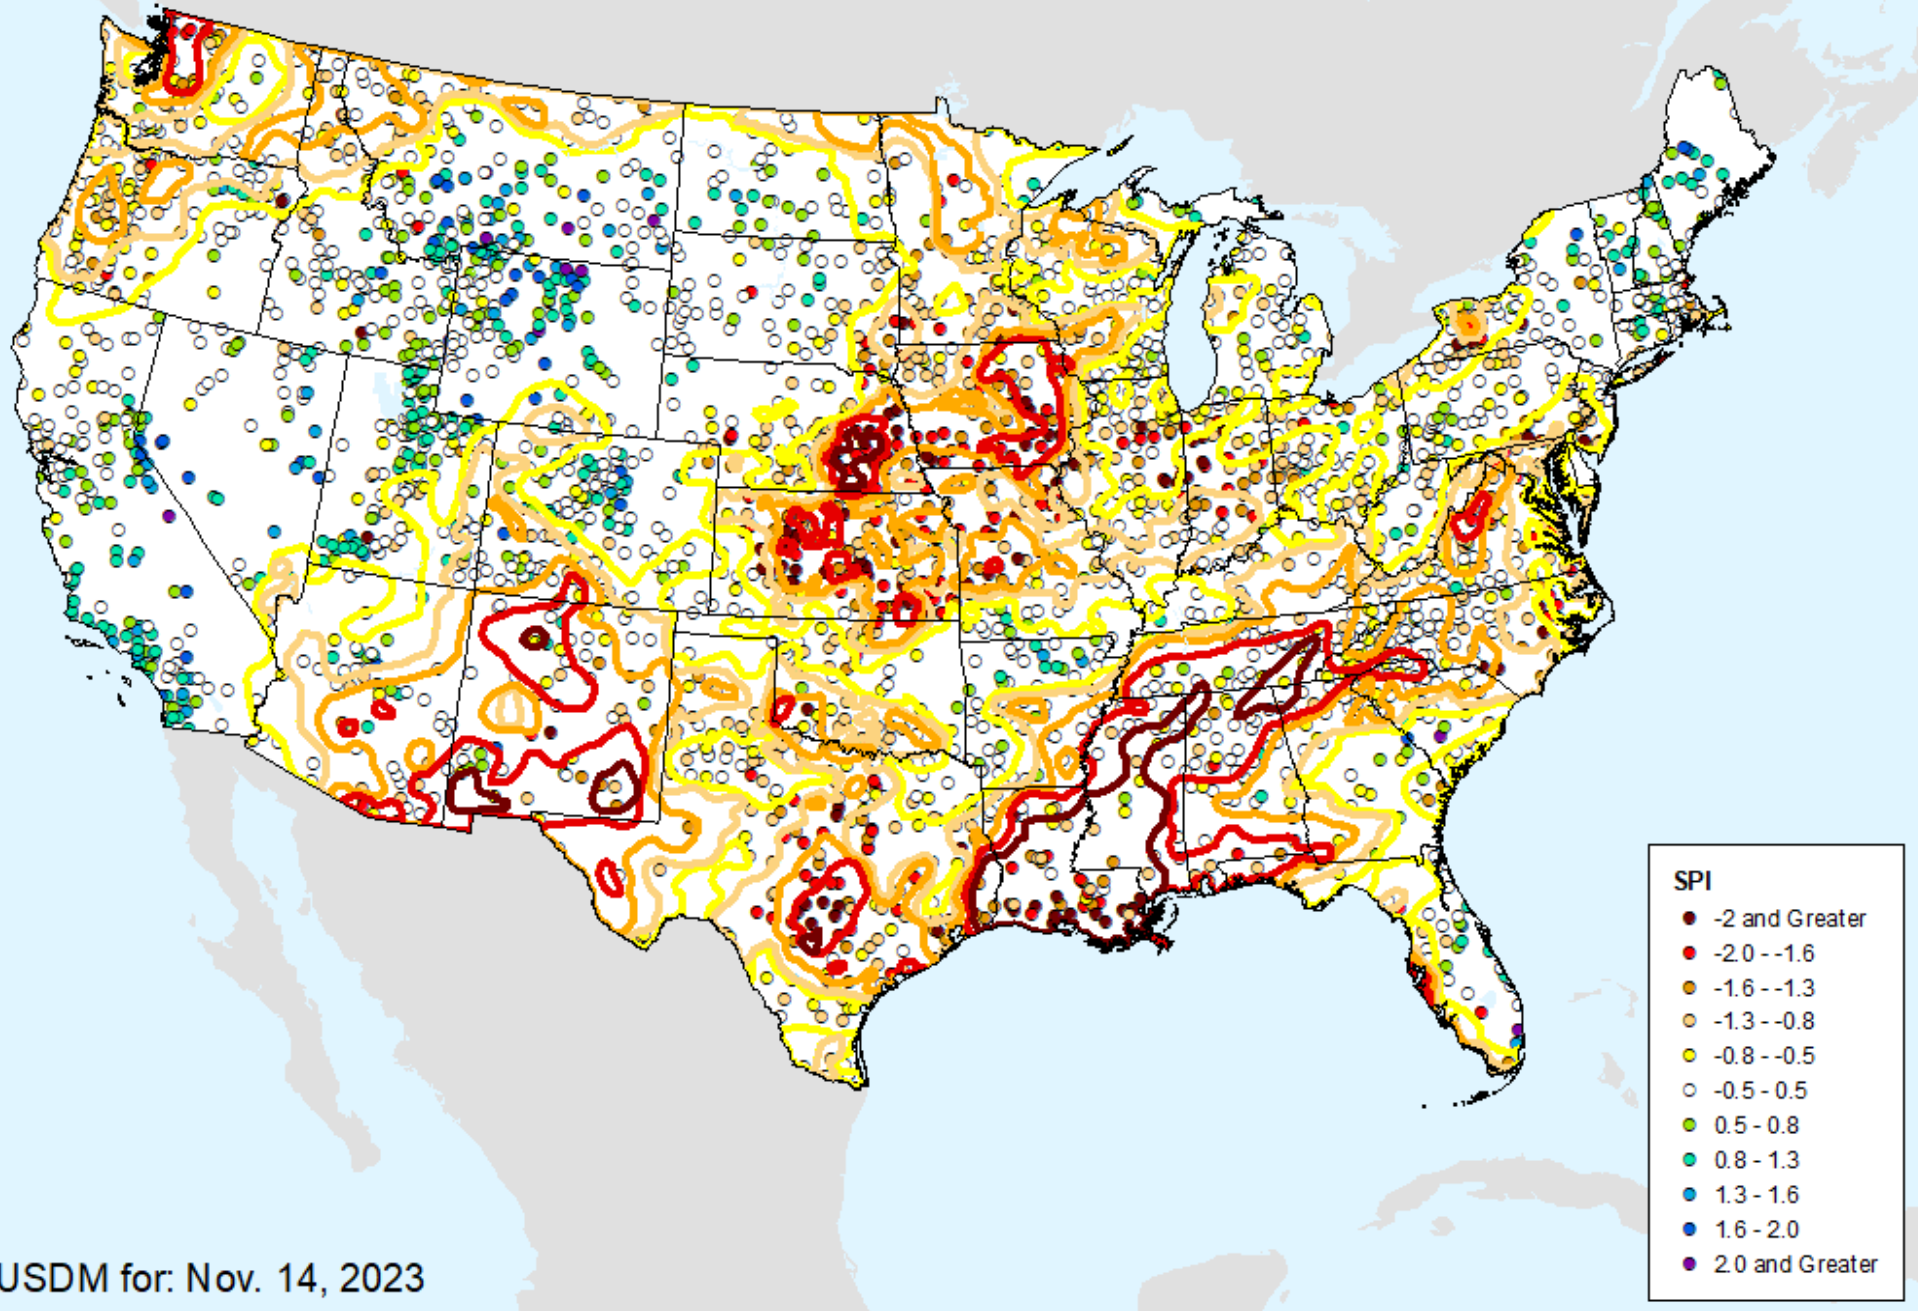 SPI
-2 and Greater
-2.0 - -1.6
-1.6 - -1.3
-1.3 - -0.8
-0.8 - -0.5
-0.5 - 0.5
0.5 - 0.8
0.8 - 1.3
1.3 - 1.6
1.6 - 2.0
2.0 and Greater
USDM for: Nov. 14, 2023